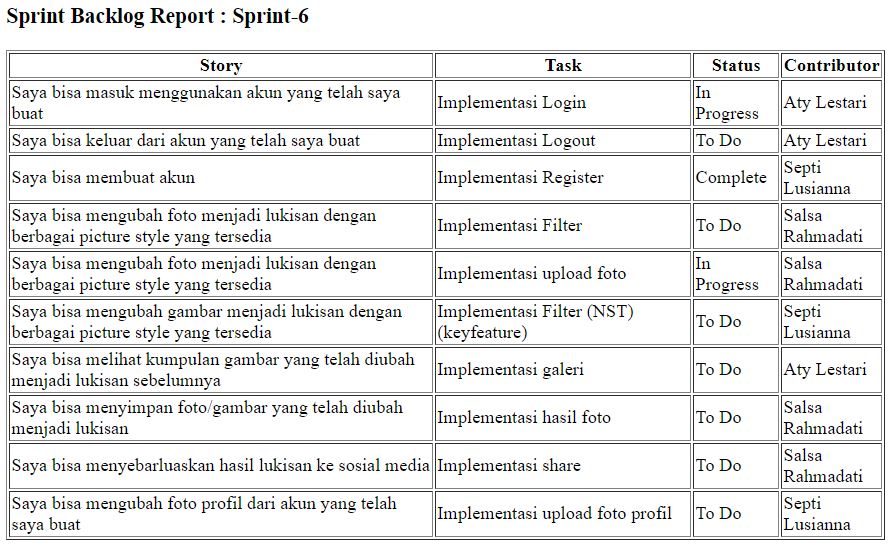 Sprint Backlog Report : Sprint-6
Story Task Status Contributor
Saya bisa masuk menggunakan akun yang telah saya
buat
Implementasi Login
In
Progress
Aty Lestari
Saya bisa keluar dari akun yang telah saya buat
Implementasi Logout
To Do
Aty Lestari
Saya bisa membuat akun
Implementasi Register
Complete
Septi
Lusianna
Saya bisa mengubah foto menjadi lukisan dengan
berbagai picture style yang tersedia
Implementasi Filter
To Do
Salsa
Rahmadati
Saya bisa mengubah foto menjadi lukisan dengan
berbagai picture style yang tersedia
Implementasi upload foto
In
Progress
Salsa
Rahmadati
Saya bisa mengubah gambar menjadi lukisan dengan
berbagai picture style yang tersedia
Implementasi Filter (NST)
(keyfeature)
To Do
Septi
Lusianna
Saya bisa melihat kumpulan gambar yang telah diubah
menjadi lukisan sebelumnya
Implementasi galeri
To Do
Aty Lestari
Saya bisa menyimpan foto/gambar yang telah diubah
menjadi lukisan
Implementasi hasil foto
To Do
Salsa
Rahmadati
Saya bisa menyebarluaskan hasil lukisan ke sosial media
Implementasi share
To Do
Salsa
Rahmadati
Saya bisa mengubah foto profil dari akun yang telah
saya buat
Implementasi upload foto profil
To Do
Septi
Lusianna